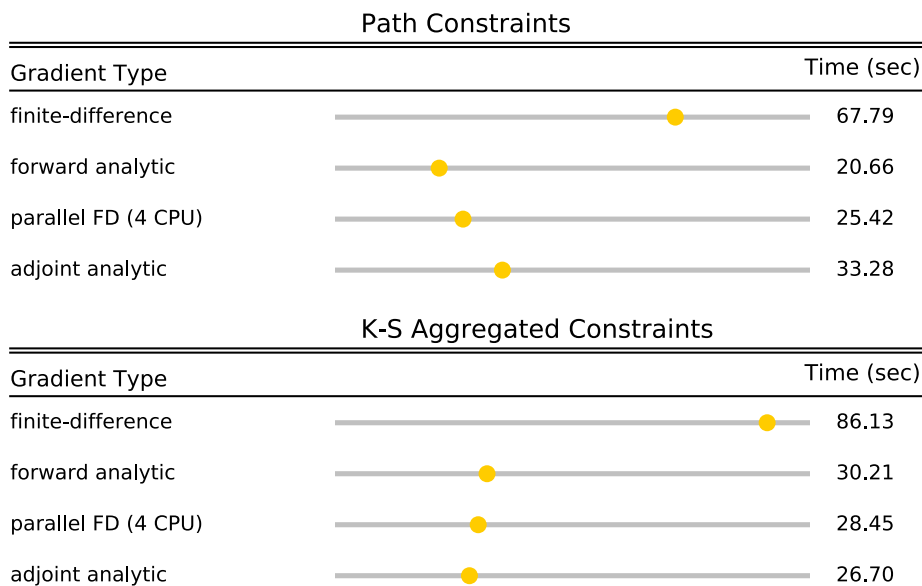 Path Constraints
Gradient Type Time (sec)
finite-difference 67.79
forward analytic 20.66
parallel FD (4 CPU) 25.42
adjoint analytic 33.28
K-S Aggregated Constraints
Gradient Type Time (sec)
finite-difference 86.13
forward analytic 30.21
parallel FD (4 CPU) 28.45
adjoint analytic 26.70